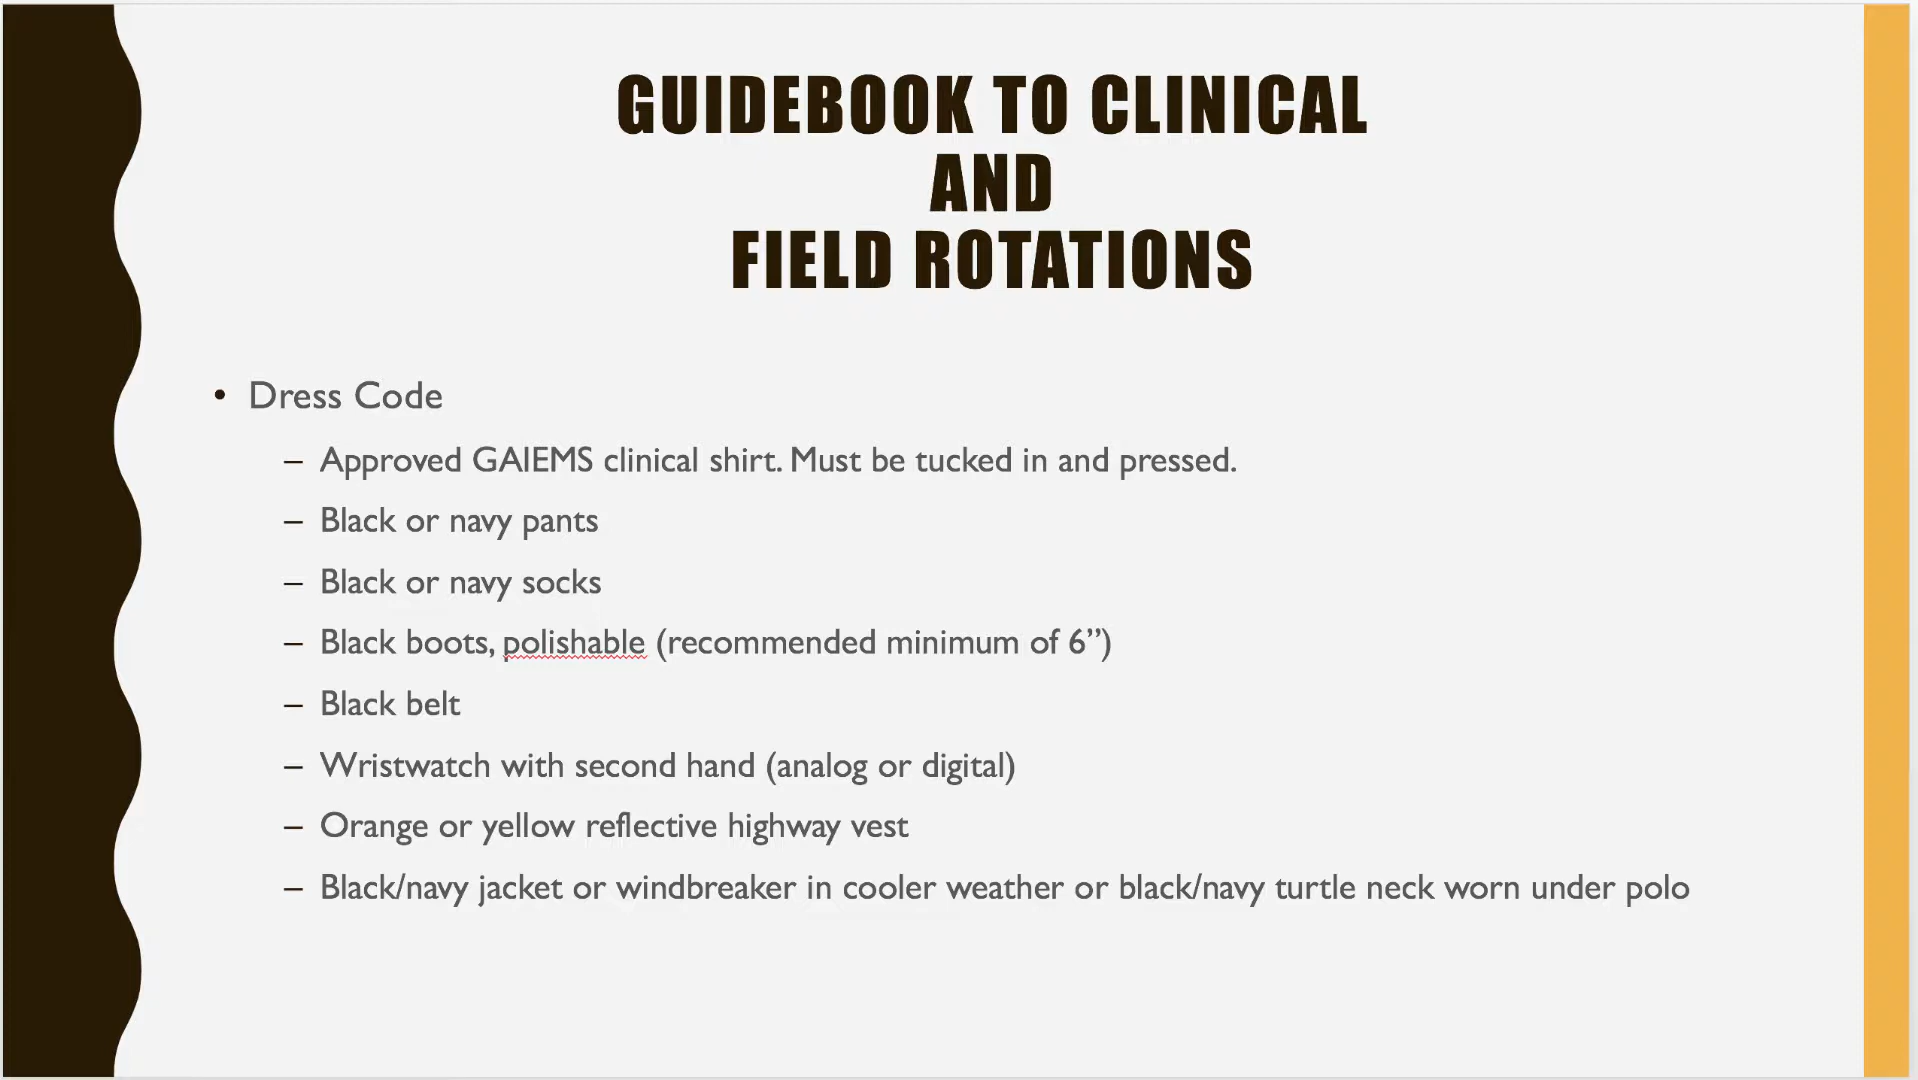 GUIDEBOOK TO CLINICAL
AND
FIELD ROTATIONS
• Dress Code
– Approved GAIEMS clinical shirt. Must be tucked in and pressed.
– Black or navy pants
– Black or navy socks
– Black boots, polishable (recommended minimum of 6”)
– Black belt
– Wristwatch with second hand (analog or digital)
– Orange or yellow reflective highway vest
– Black/navy jacket or windbreaker in cooler weather or black/navy turtle neck worn under polo